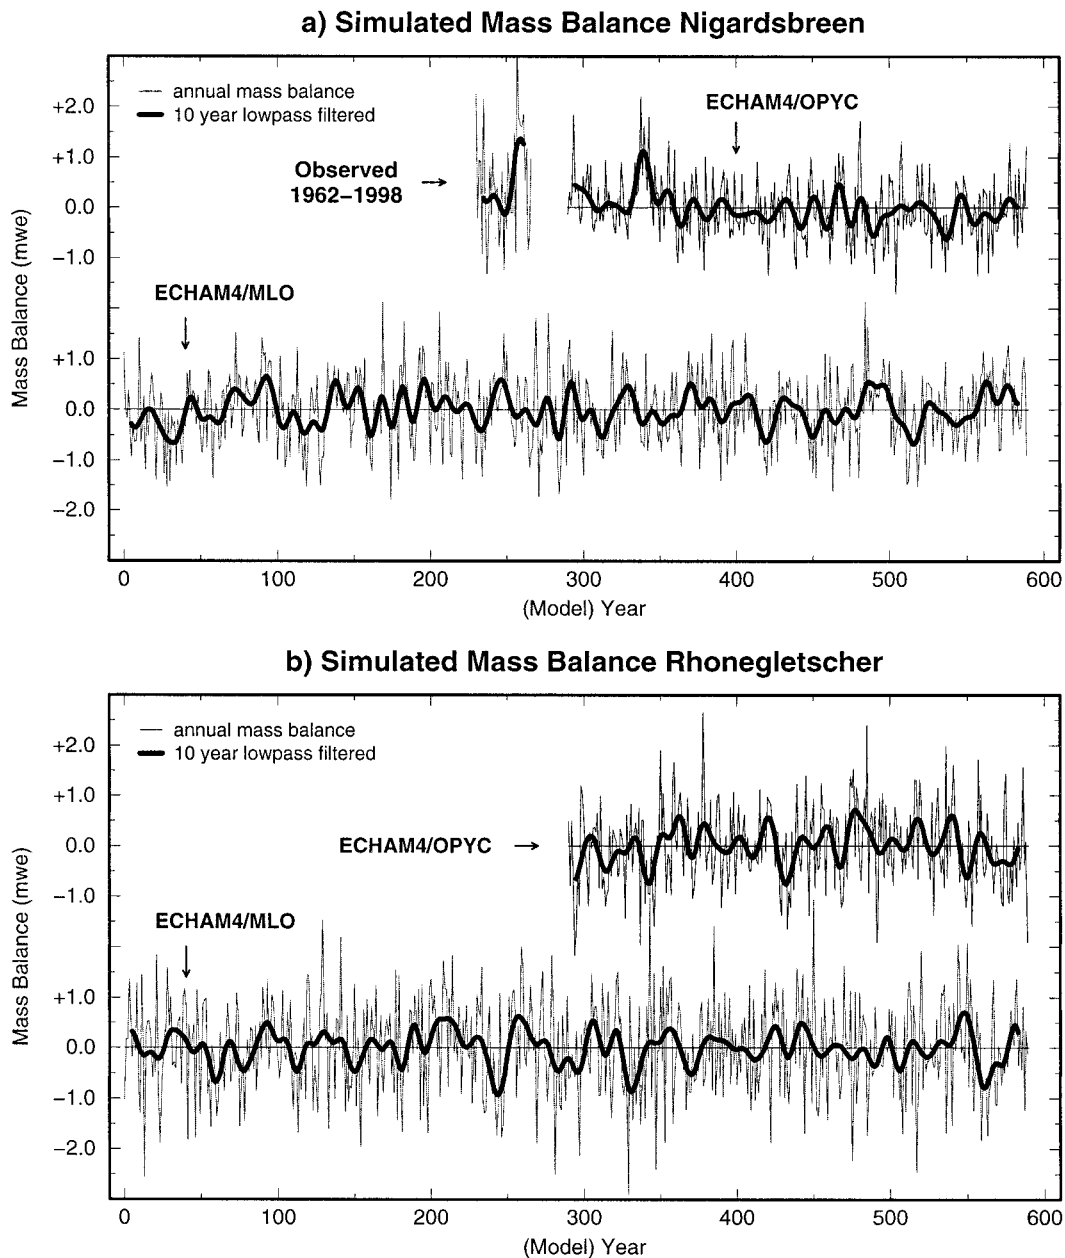 a) Simulated Mass Balance Nigardsbreen
annual mass balance
10 year lowpass filtered
ECHAM4/OPYC
Observed
1962–1998
ECHAM4/MLO
Mass Balance (mwe)
+2.0
+1.0
0.0
−1.0
+1.0
0.0
−1.0
−2.0
0 100 200 300 400 500 600
(Model) Year
b) Simulated Mass Balance Rhonegletscher
annual mass balance
10 year lowpass filtered
ECHAM4/OPYC
ECHAM4/MLO
Mass Balance (mwe)
+2.0
+1.0
0.0
−1.0
+1.0
0.0
−1.0
−2.0
0 100 200 300 400 500 600
(Model) Year